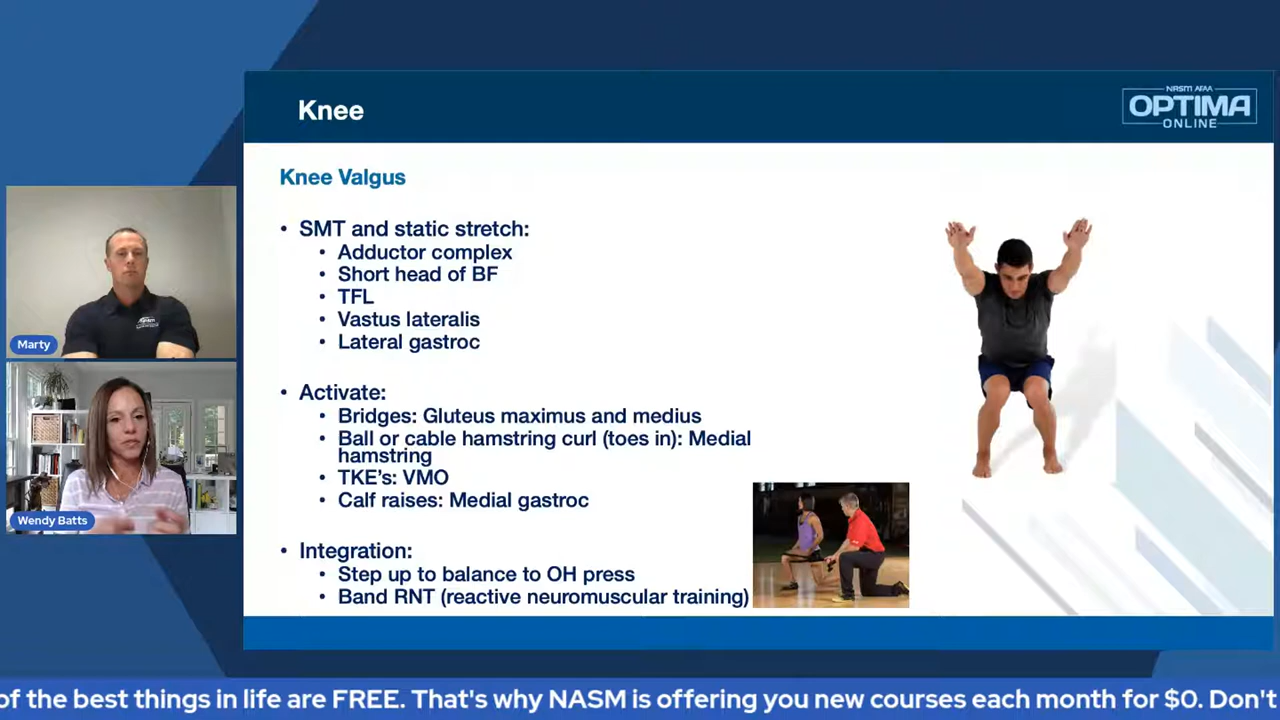 Knee
NASM AFAA
OPTIMA
ONLINE
Knee Valgus
• SMT and static stretch:
• Adductor complex
• Short head of BF
• TFL
• Vastus lateralis
• Lateral gastroc
• Activate:
• Bridges: Gluteus maximus and medius
• Ball or cable hamstring curl (toes in): Medial
hamstring
• TKE’s: VMO
• Calf raises: Medial gastroc
• Integration:
• Step up to balance to OH press
• Band RNT (reactive neuromuscular training)
Marty
Wendy Batts
of the best things in life are FREE. That's why NASM is offering you new courses each month for $0. Don't